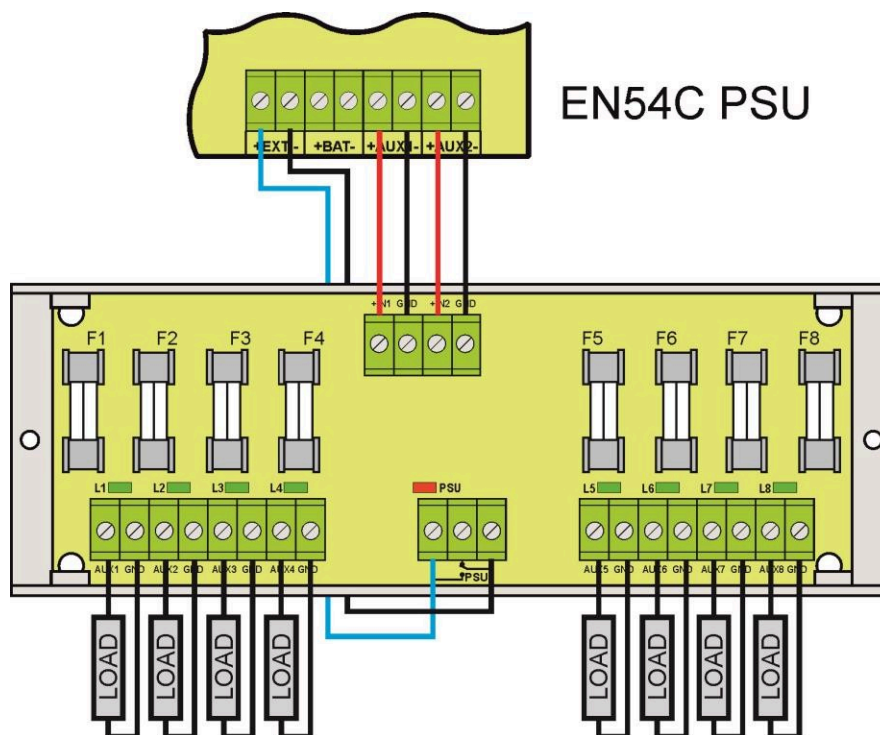 EN54C PSU
+EXT- +BAT- +AUX1- +AUX2-
+IN1 GND +IN2 GND
F1 F2 F3 F4 F5 F6 F7 F8
L1 L2 L3 L4 PSU L5 L6 L7 L8
AUX1 GND AUX2 GND AUX3 GND AUX4 GND PSU AUX5 GND AUX6 GND AUX7 GND AUX8 GND
LOAD LOAD LOAD LOAD LOAD LOAD LOAD LOAD